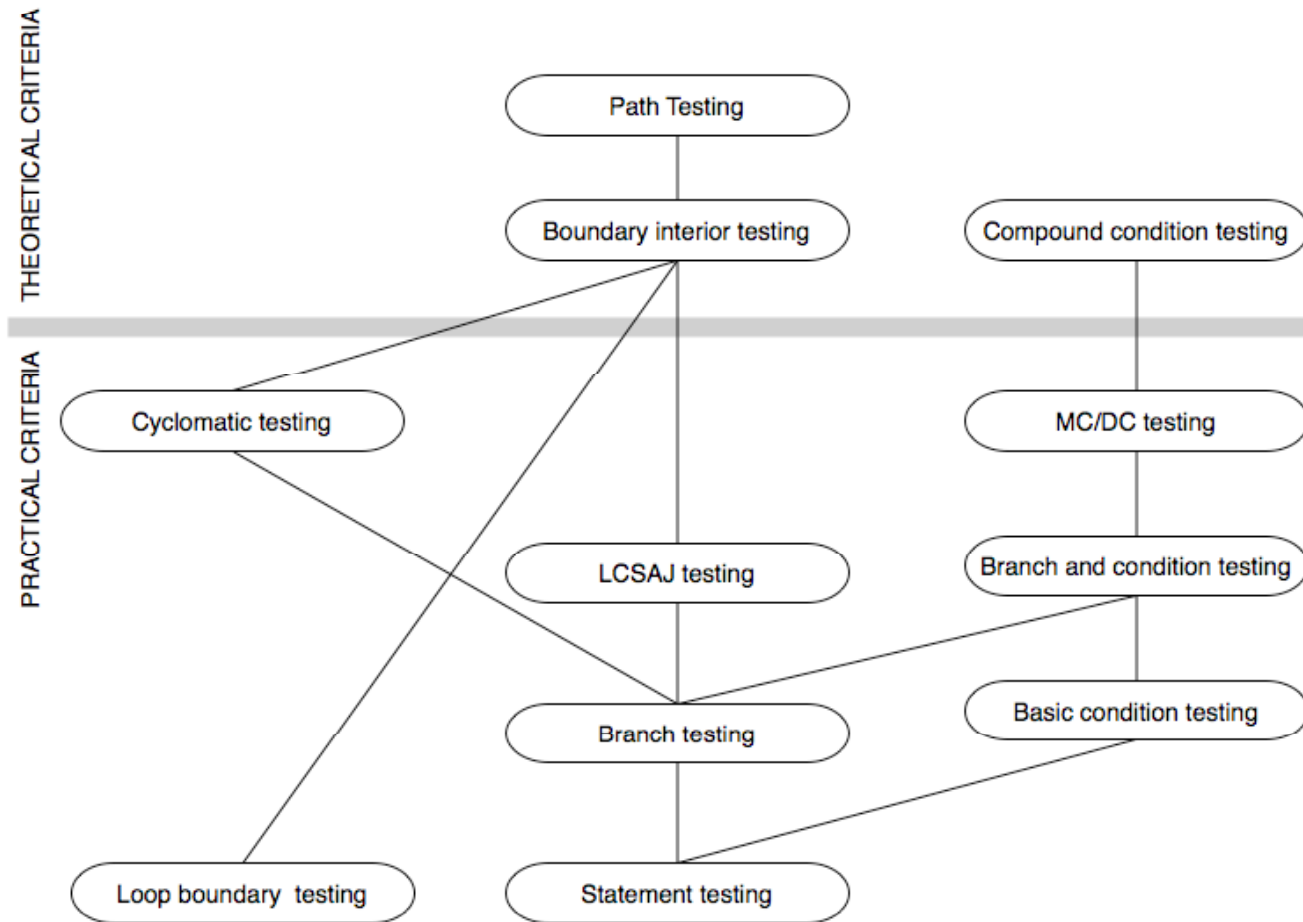 THEORETICAL CRITERIA
Path Testing
Boundary interior testing
Compound condition testing
PRACTICAL CRITERIA
Cyclomatic testing
MC/DC testing
LCSAJ testing
Branch and condition testing
Branch testing
Basic condition testing
Loop boundary testing
Statement testing